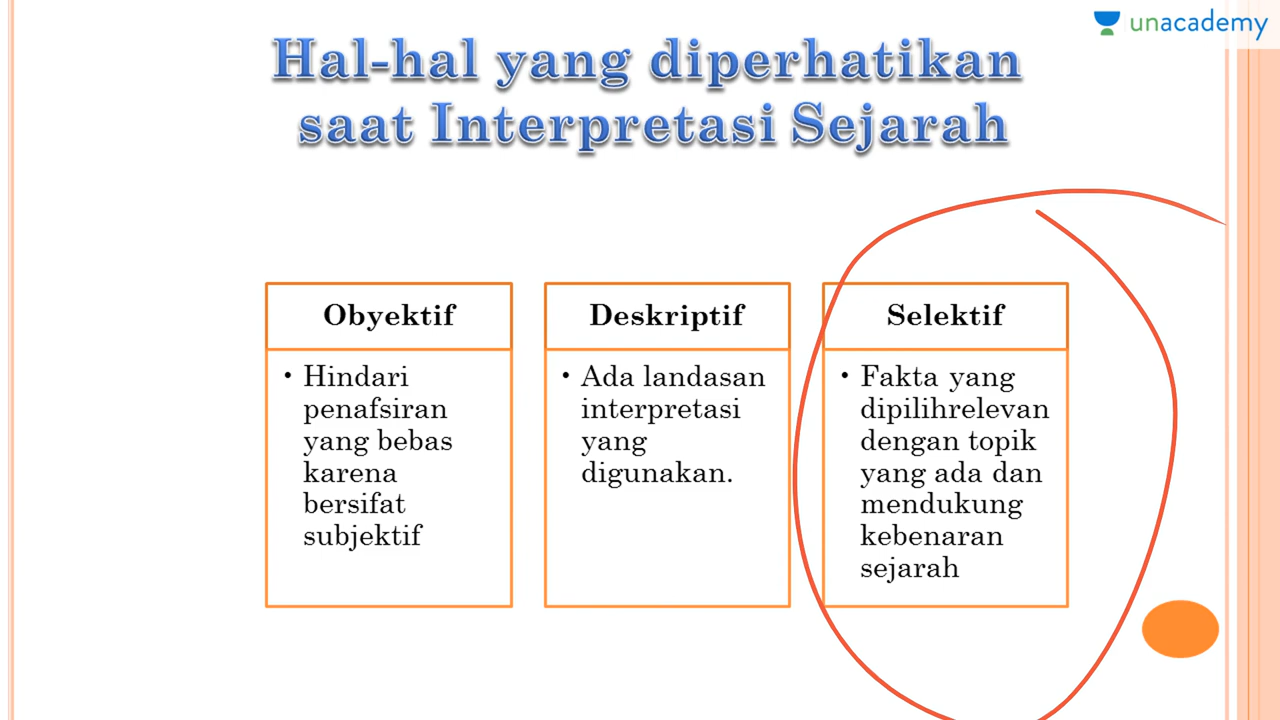 unacademy
Hal-hal yang diperhatikan
saat Interpretasi Sejarah
Obyektif
• Hindari
penafsiran
yang bebas
karena
bersifat
subjektif
Deskriptif
• Ada landasan
interpretasi
yang
digunakan.
Selektif
• Fakta yang
dipilihrelevan
dengan topik
yang ada dan
mendukung
kebenaran
sejarah